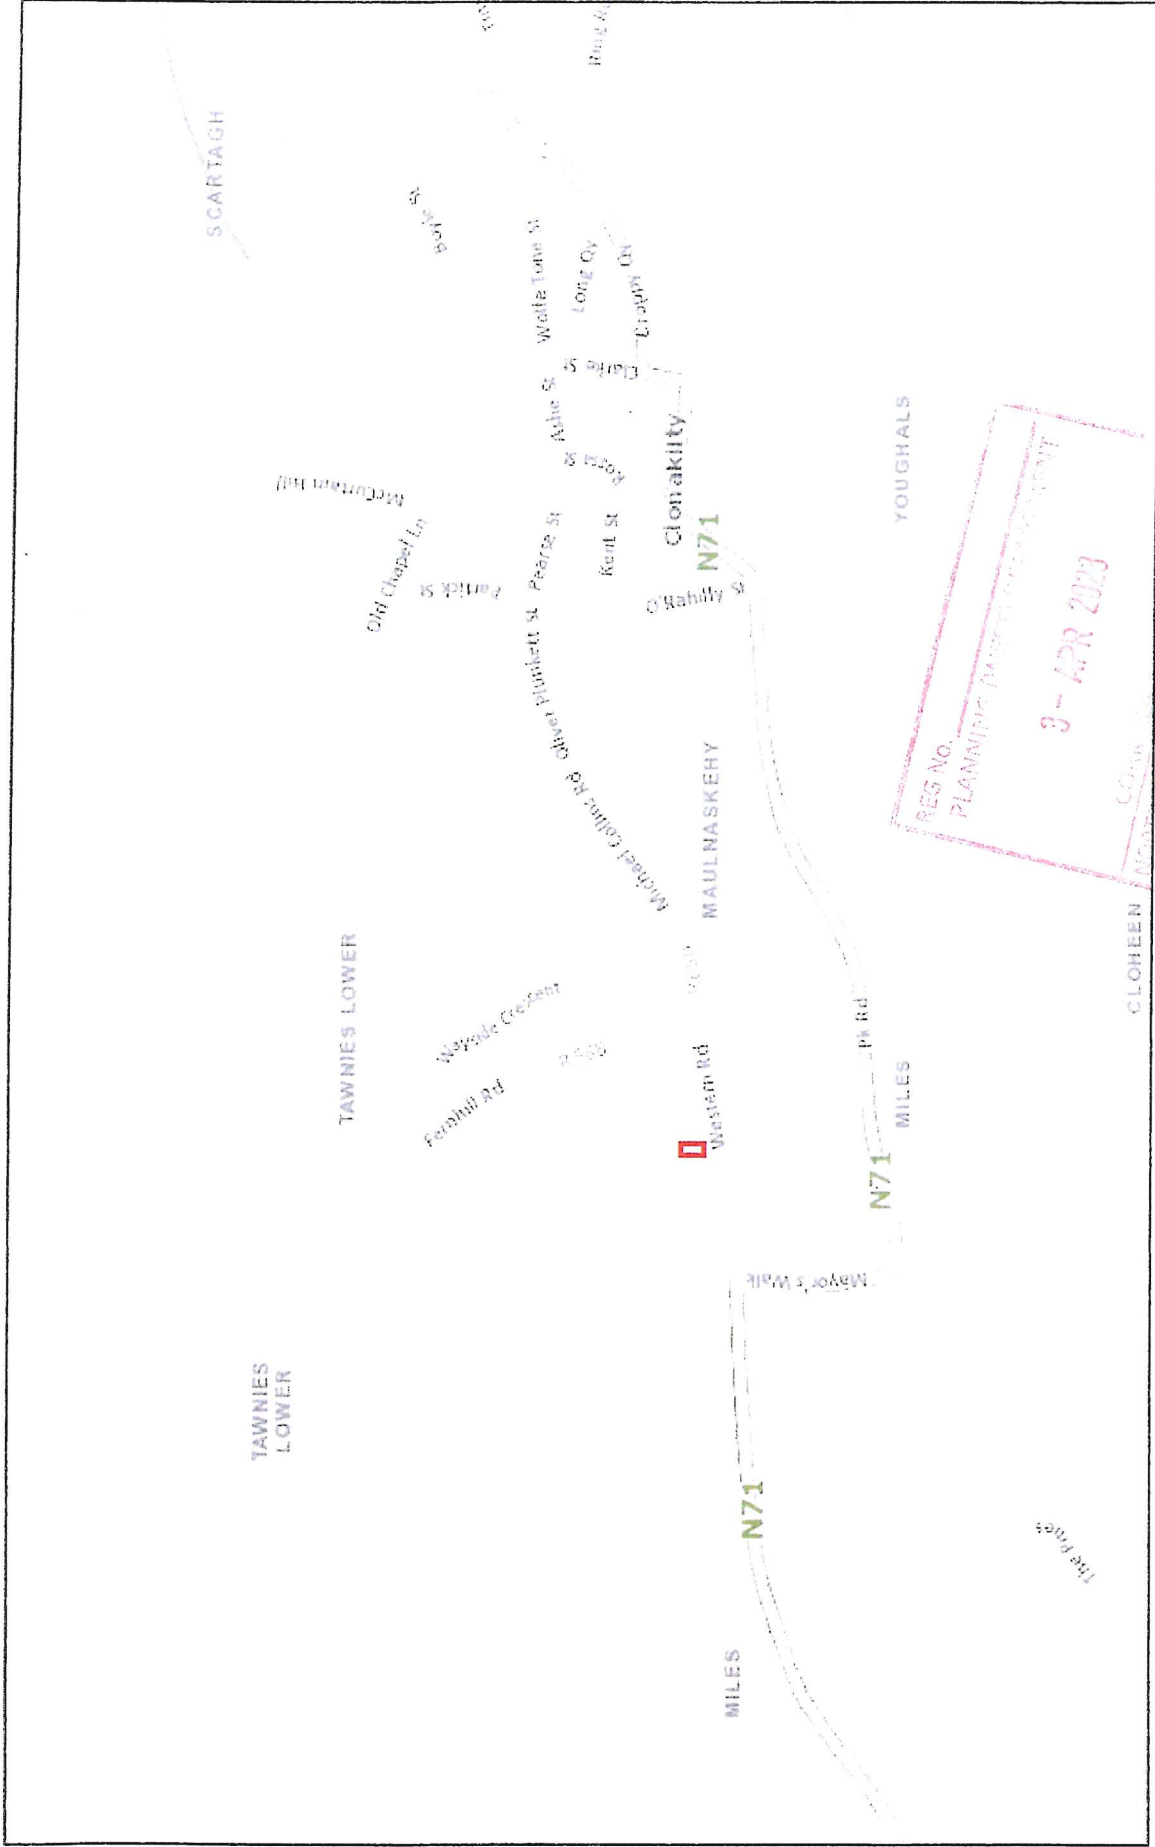 SCARTAGH
TAWNIES LOWER
TAWNIES
LOWER
McCurtain Hill
Old Chapel Ln
Patrick St
Wolfe Tone St
Long Qy
Clarke St
Ashe St
Rossa St
Pearse St
Kent St
Oliver Plunkett St
Michael Collins Rd
Clonakilty
N71
O'Rahilly St
Wayside Crescent
Fernhill Rd
R588
MAULNASKEHY
Western Rd
YOUGHALS
Pk Rd
N71
MILES
Mayor's Walk
N71
MILES
CLOHEEN
The Pines
REG NO.
PLANNING
APR 2023